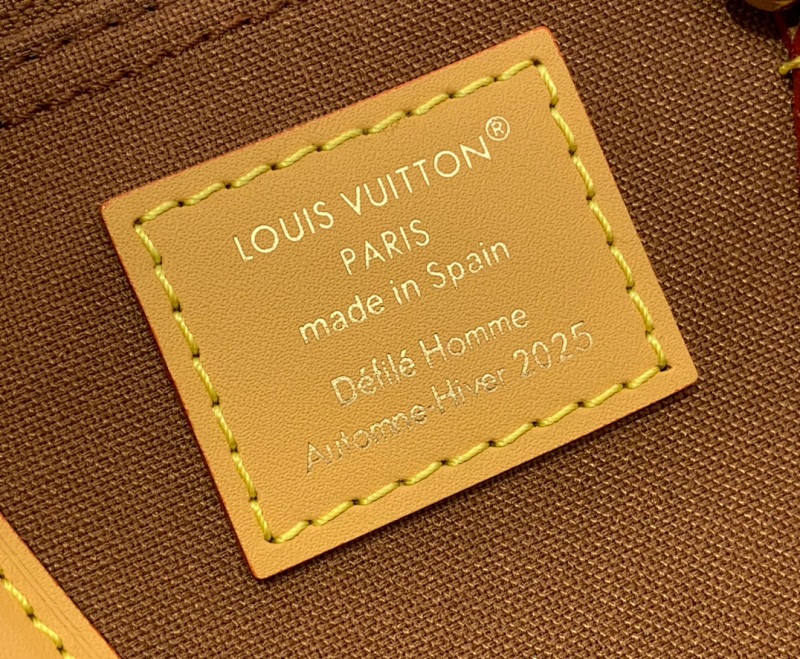 LOUIS VUITTON®
PARIS
made in Spain
Défilé Homme
Automne-Hiver 2025